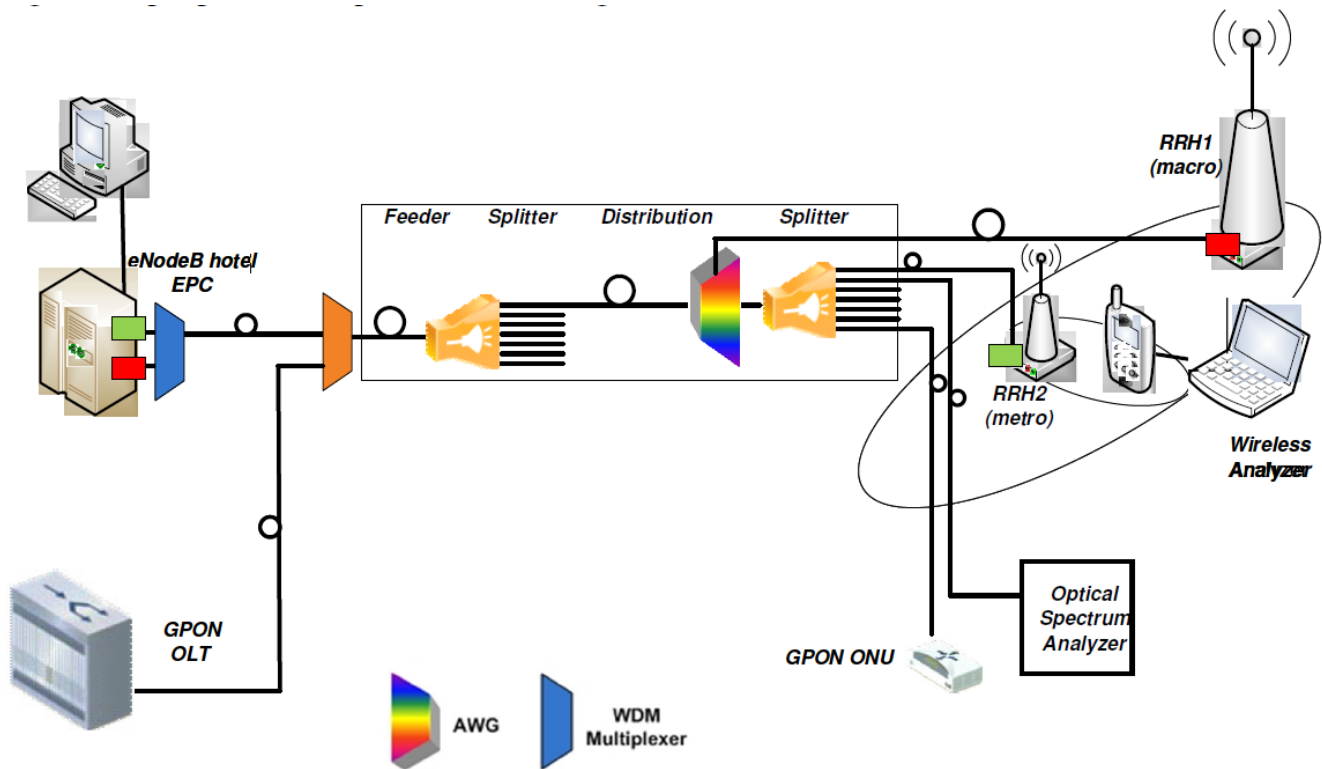 RRH1
(macro)
Feeder
Splitter
Distribution
Splitter
eNodeB hotel
EPC
RRH2
(metro)
Wireless
Analyzer
GPON
OLT
Optical
Spectrum
Analyzer
GPON ONU
AWG
WDM
Multiplexer